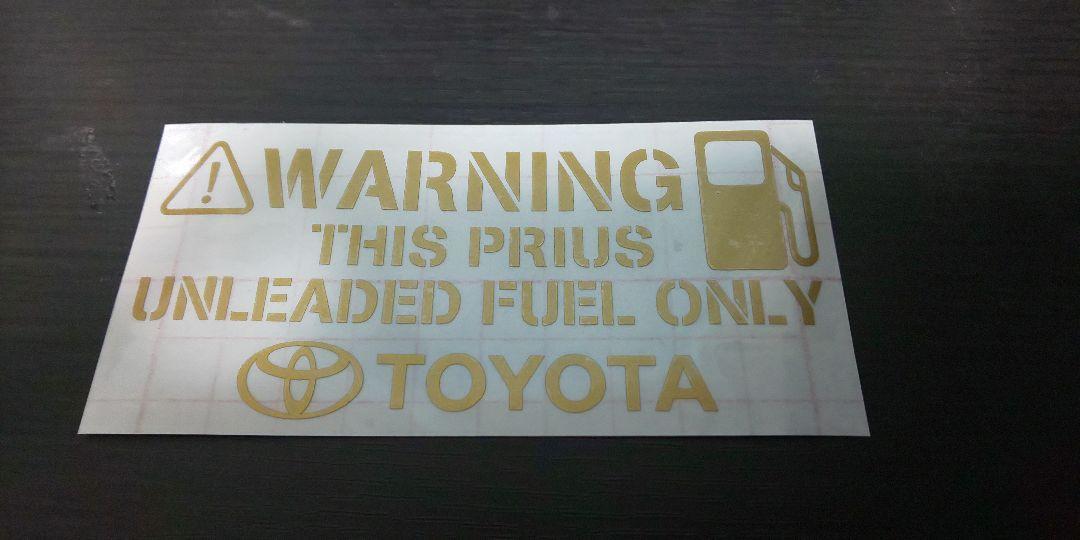 WARNING
THIS PRIUS
UNLEADED FUEL ONLY
TOYOTA